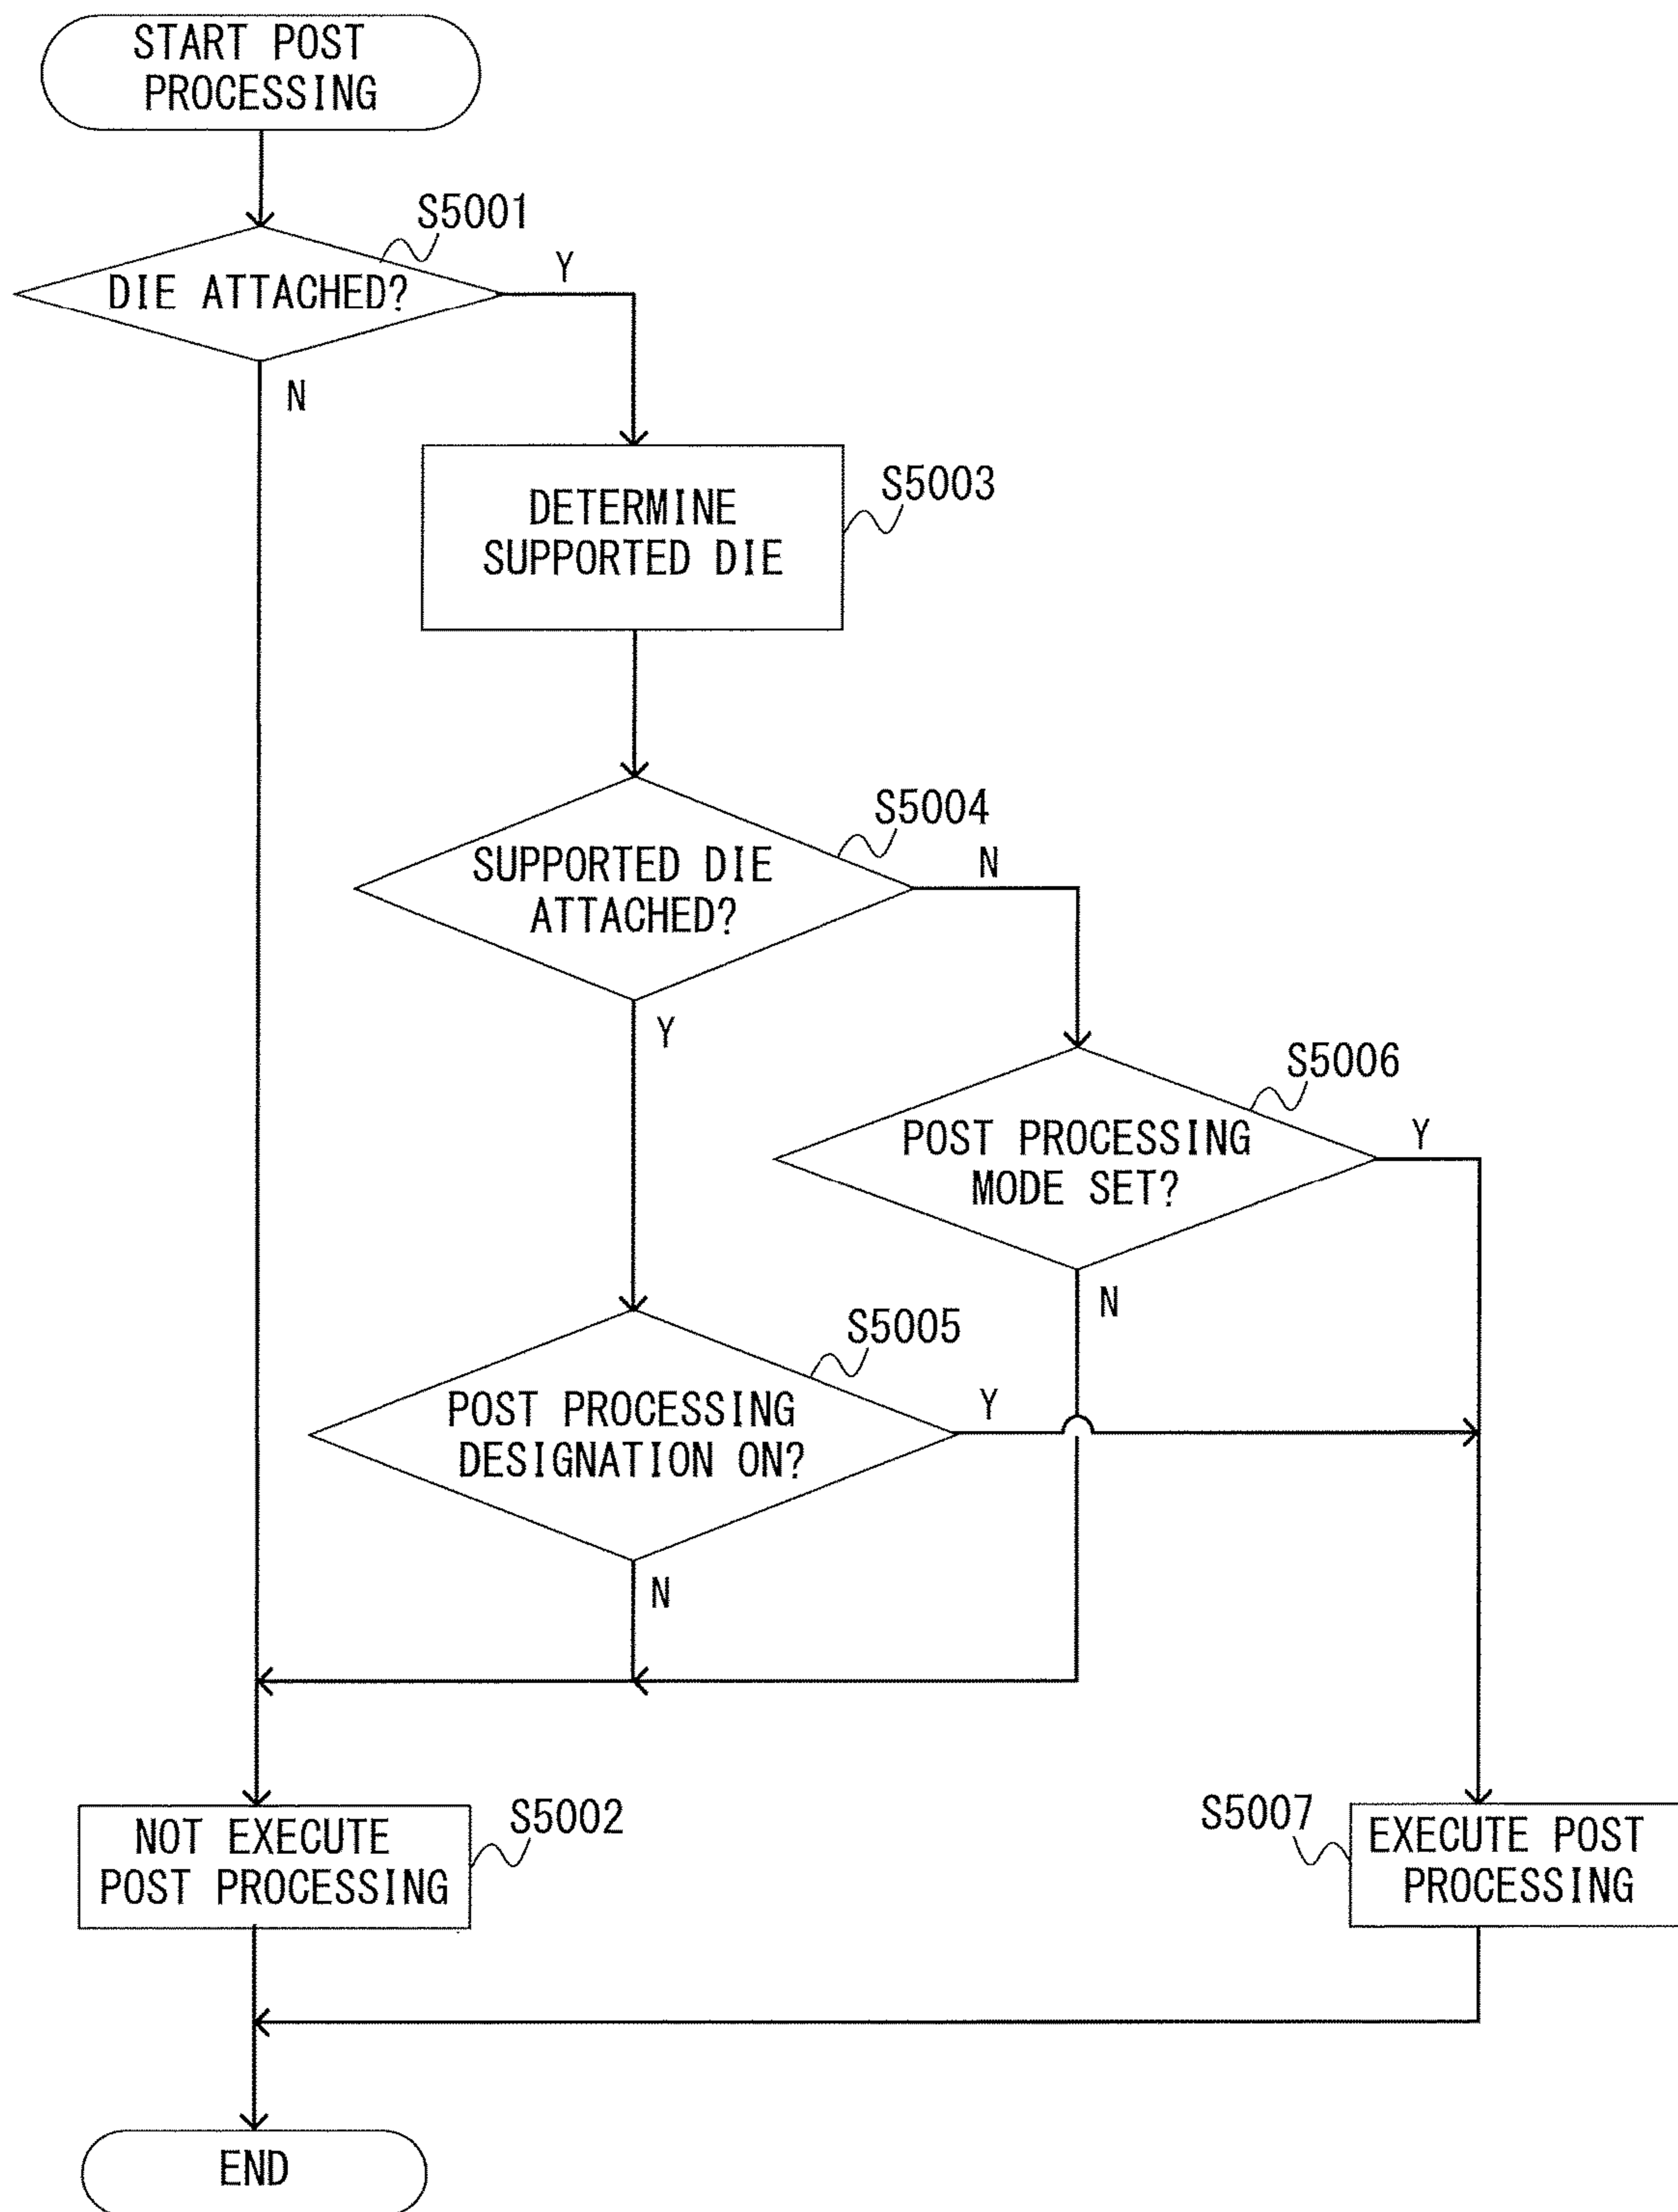 START POST
PROCESSING
S5001
DIE ATTACHED?
Y
N
DETERMINE
SUPPORTED DIE
S5003
S5004
SUPPORTED DIE
ATTACHED?
N
Y
S5006
POST PROCESSING
MODE SET?
Y
N
S5005
POST PROCESSING
DESIGNATION ON?
Y
N
NOT EXECUTE
POST PROCESSING
S5002
S5007
EXECUTE POST
PROCESSING
END